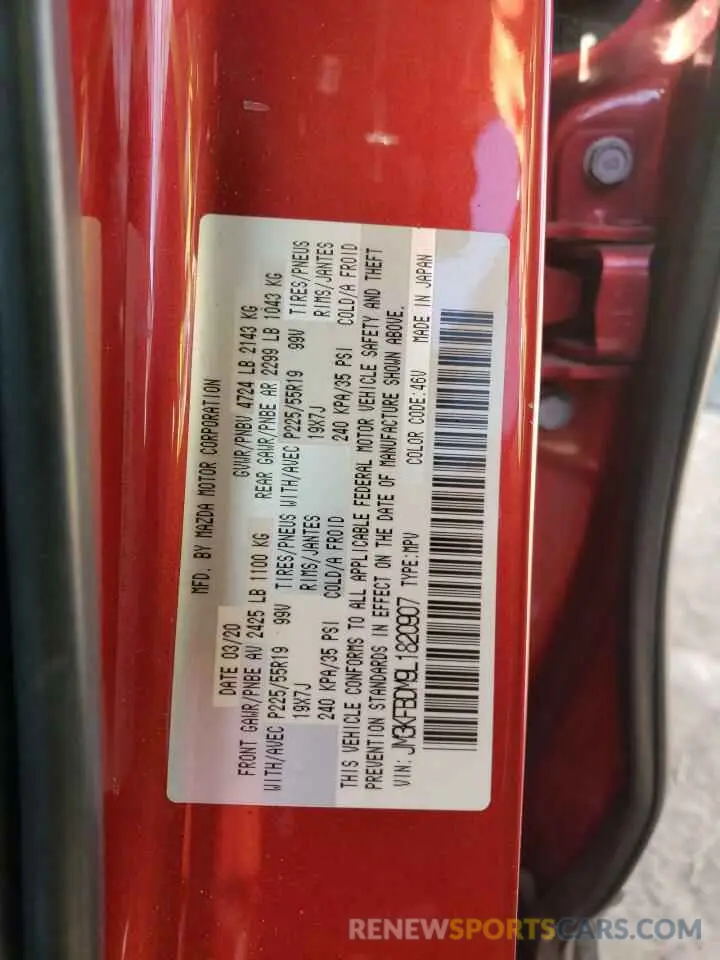 MFD. BY MAZDA MOTOR CORPORATION
DATE 03/20 GVWR/PNBV 4724 LB 2143 KG
FRONT GAWR/PNBE AV 2425 LB 1100 KG REAR GAWR/PNBE AR 2299 LB 1043 KG
WITH/AVEC P225/55R19 99V TIRES/PNEUS WITH/AVEC P225/55R19 99V TIRES/PNEUS
19X7J RIMS/JANTES 19X7J RIMS/JANTES
240 KPA/35 PSI COLD/A FROID 240 KPA/35 PSI COLD/A FROID
THIS VEHICLE CONFORMS TO ALL APPLICABLE FEDERAL MOTOR VEHICLE SAFETY AND THEFT
PREVENTION STANDARDS IN EFFECT ON THE DATE OF MANUFACTURE SHOWN ABOVE.
VIN: JM3KFBDM9L1820907 TYPE:MPV COLOR CODE:46V MADE IN JAPAN
RENEWSPORTSCARS.COM